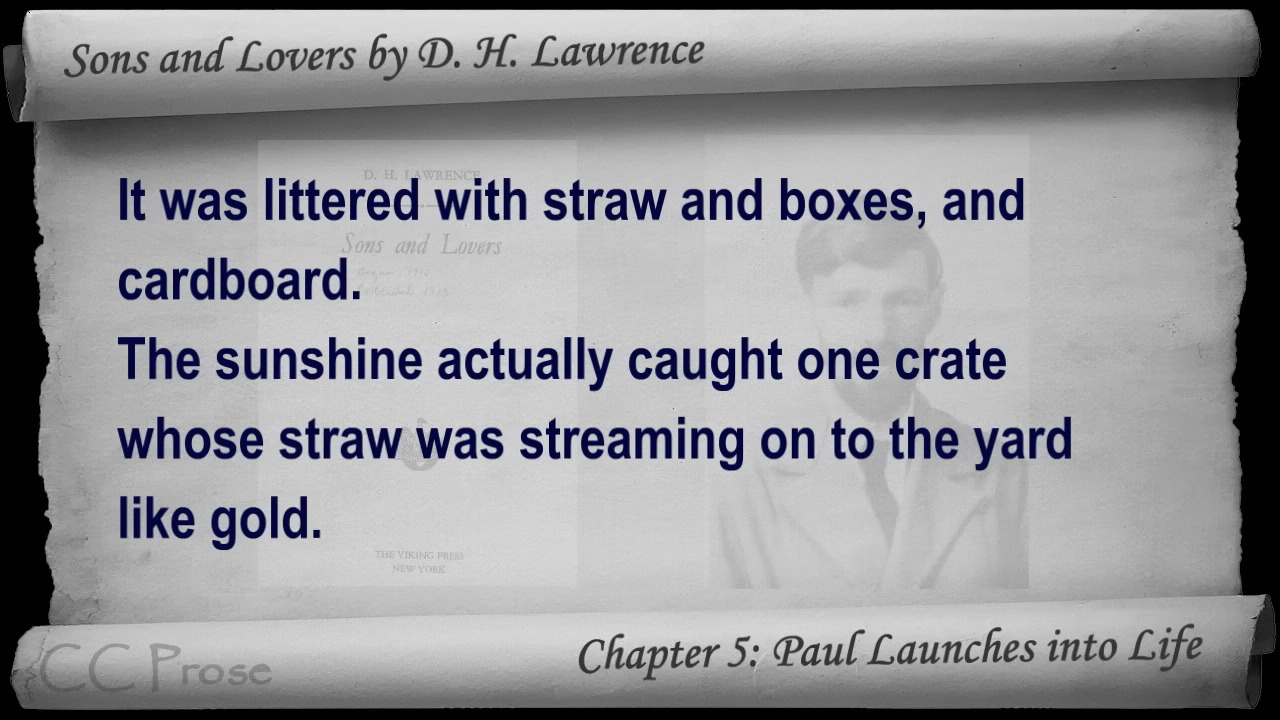 Sons and Lovers by D. H. Lawrence
D. H. LAWRENCE
Sons and Lovers
It was littered with straw and boxes, and
cardboard.
The sunshine actually caught one crate
whose straw was streaming on to the yard
like gold.
THE VIKING PRESS
NEW YORK
CC Prose
Chapter 5: Paul Launches into Life